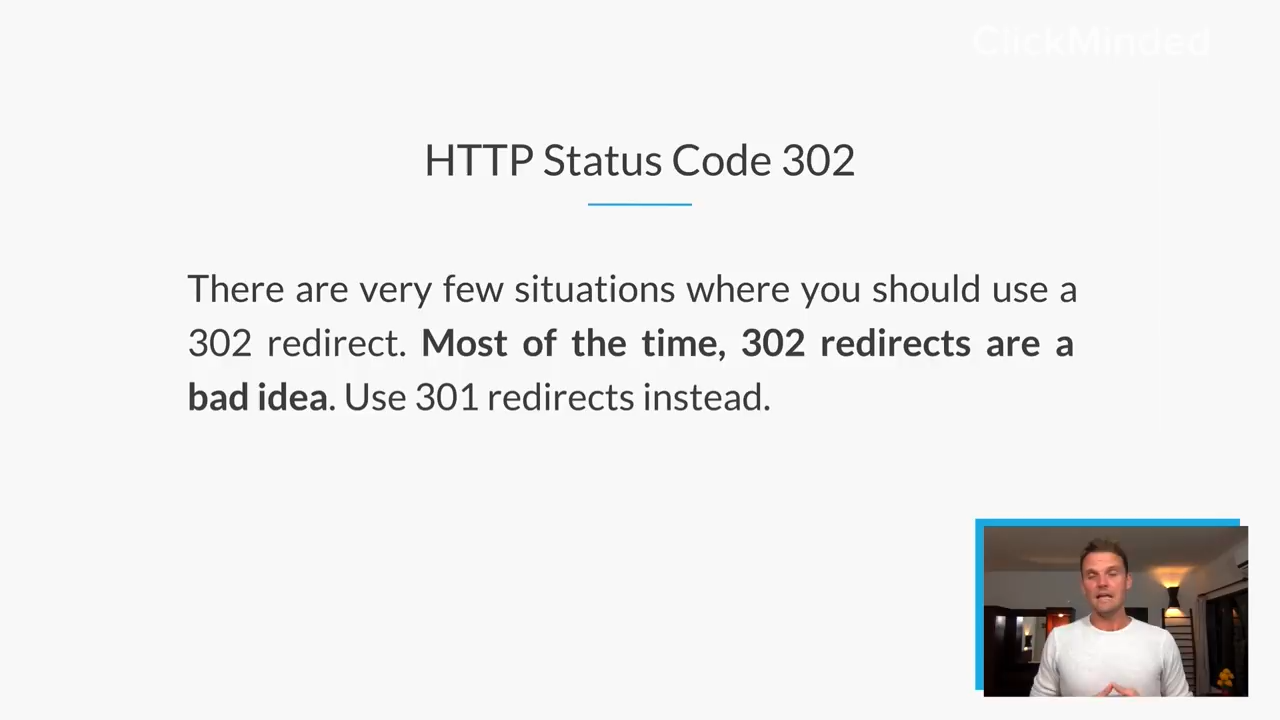 ClickMinded
HTTP Status Code 302
There are very few situations where you should use a
302 redirect. Most of the time, 302 redirects are a
bad idea. Use 301 redirects instead.